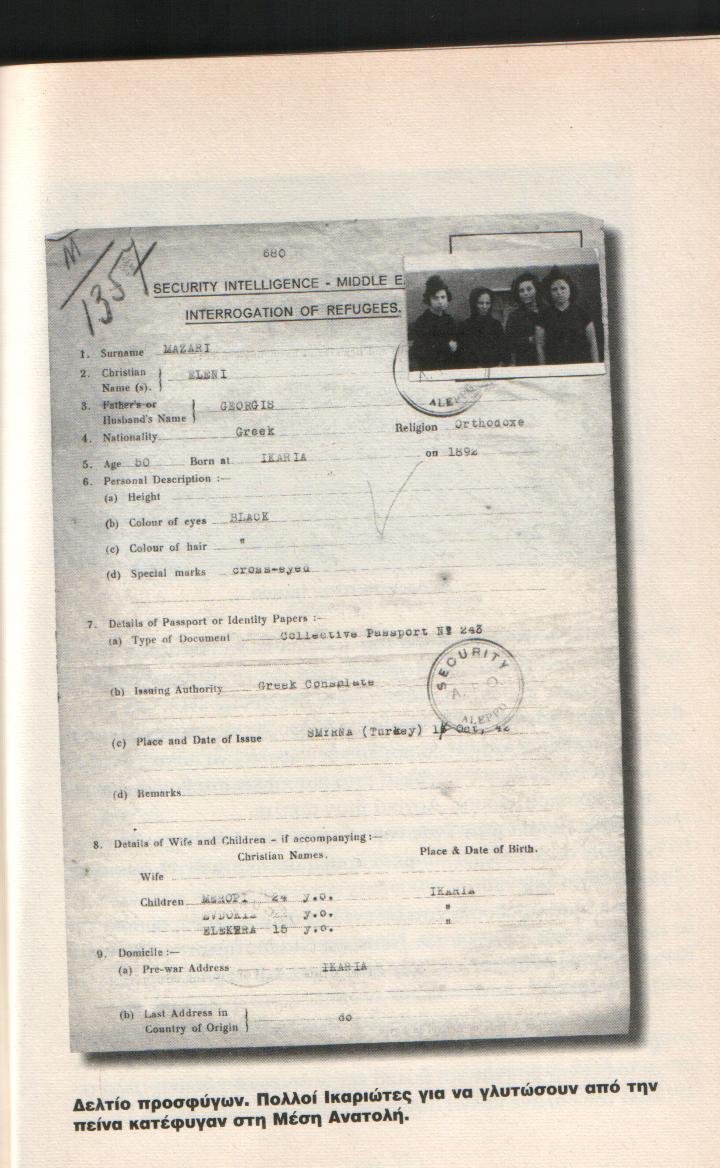 M
1357
680
SECURITY INTELLIGENCE - MIDDLE E
INTERROGATION OF REFUGEES.
ALEPPO
1. Surname MAZARI
2. Christian Name (s). ELENI
3. Father's or Husband's Name GEORGIS
4. Nationality Greek Religion Orthodoxe
5. Age 50 Born at IKARIA on 1892
6. Personal Description :—
(a) Height
(b) Colour of eyes BLACK
(c) Colour of hair "
(d) Special marks cross-eyed
7. Details of Passport or Identity Papers :—
(a) Type of Document Collective Passport Nº 243
SECURITY
A. F. O.
ALEPPO
(b) Issuing Authority Greek Consulate
(c) Place and Date of Issue SMIRNA (Turkey) Oct, 42
(d) Remarks
8. Details of Wife and Children - if accompanying :—
Christian Names. Place & Date of Birth.
Wife
Children MEROPI 24 y.o. IKARIA
EVDOKIA y.o. "
ELEKTRA 15 y.o. "
9. Domicile :—
(a) Pre-war Address IKARIA
(b) Last Address in Country of Origin do
Δελτίο προσφύγων. Πολλοί Ικαριώτες για να γλυτώσουν από την
πείνα κατέφυγαν στη Μέση Ανατολή.